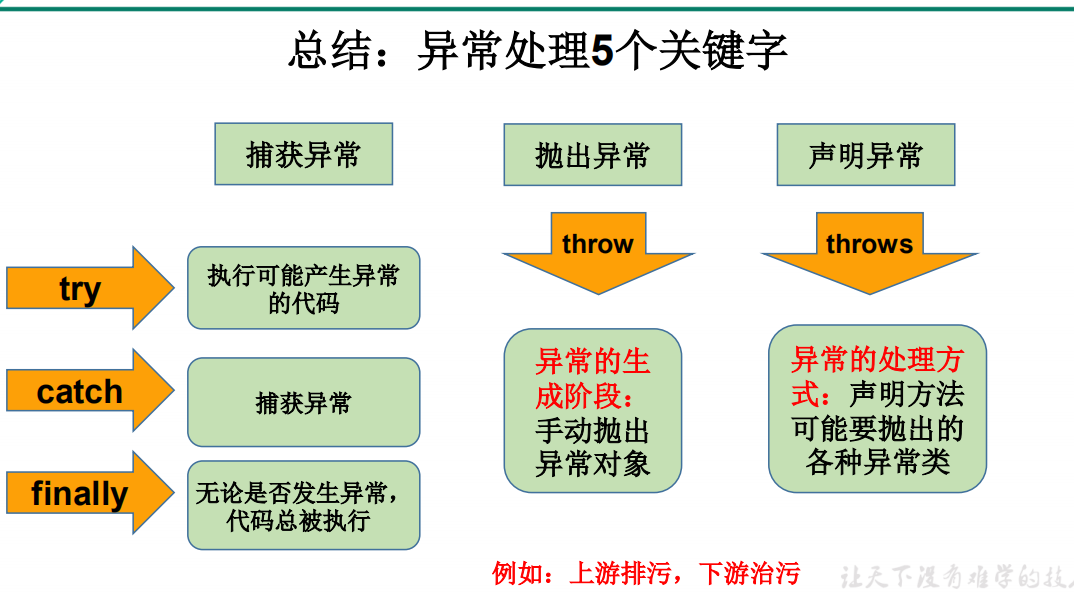 总结：异常处理5个关键字
捕获异常
try
执行可能产生异常
的代码
catch
捕获异常
finally
无论是否发生异常，
代码总被执行
抛出异常
throw
异常的生
成阶段：
手动抛出
异常对象
声明异常
throws
异常的处理方
式：声明方法
可能要抛出的
各种异常类
例如：上游排污，下游治污
让天下没有难学的技